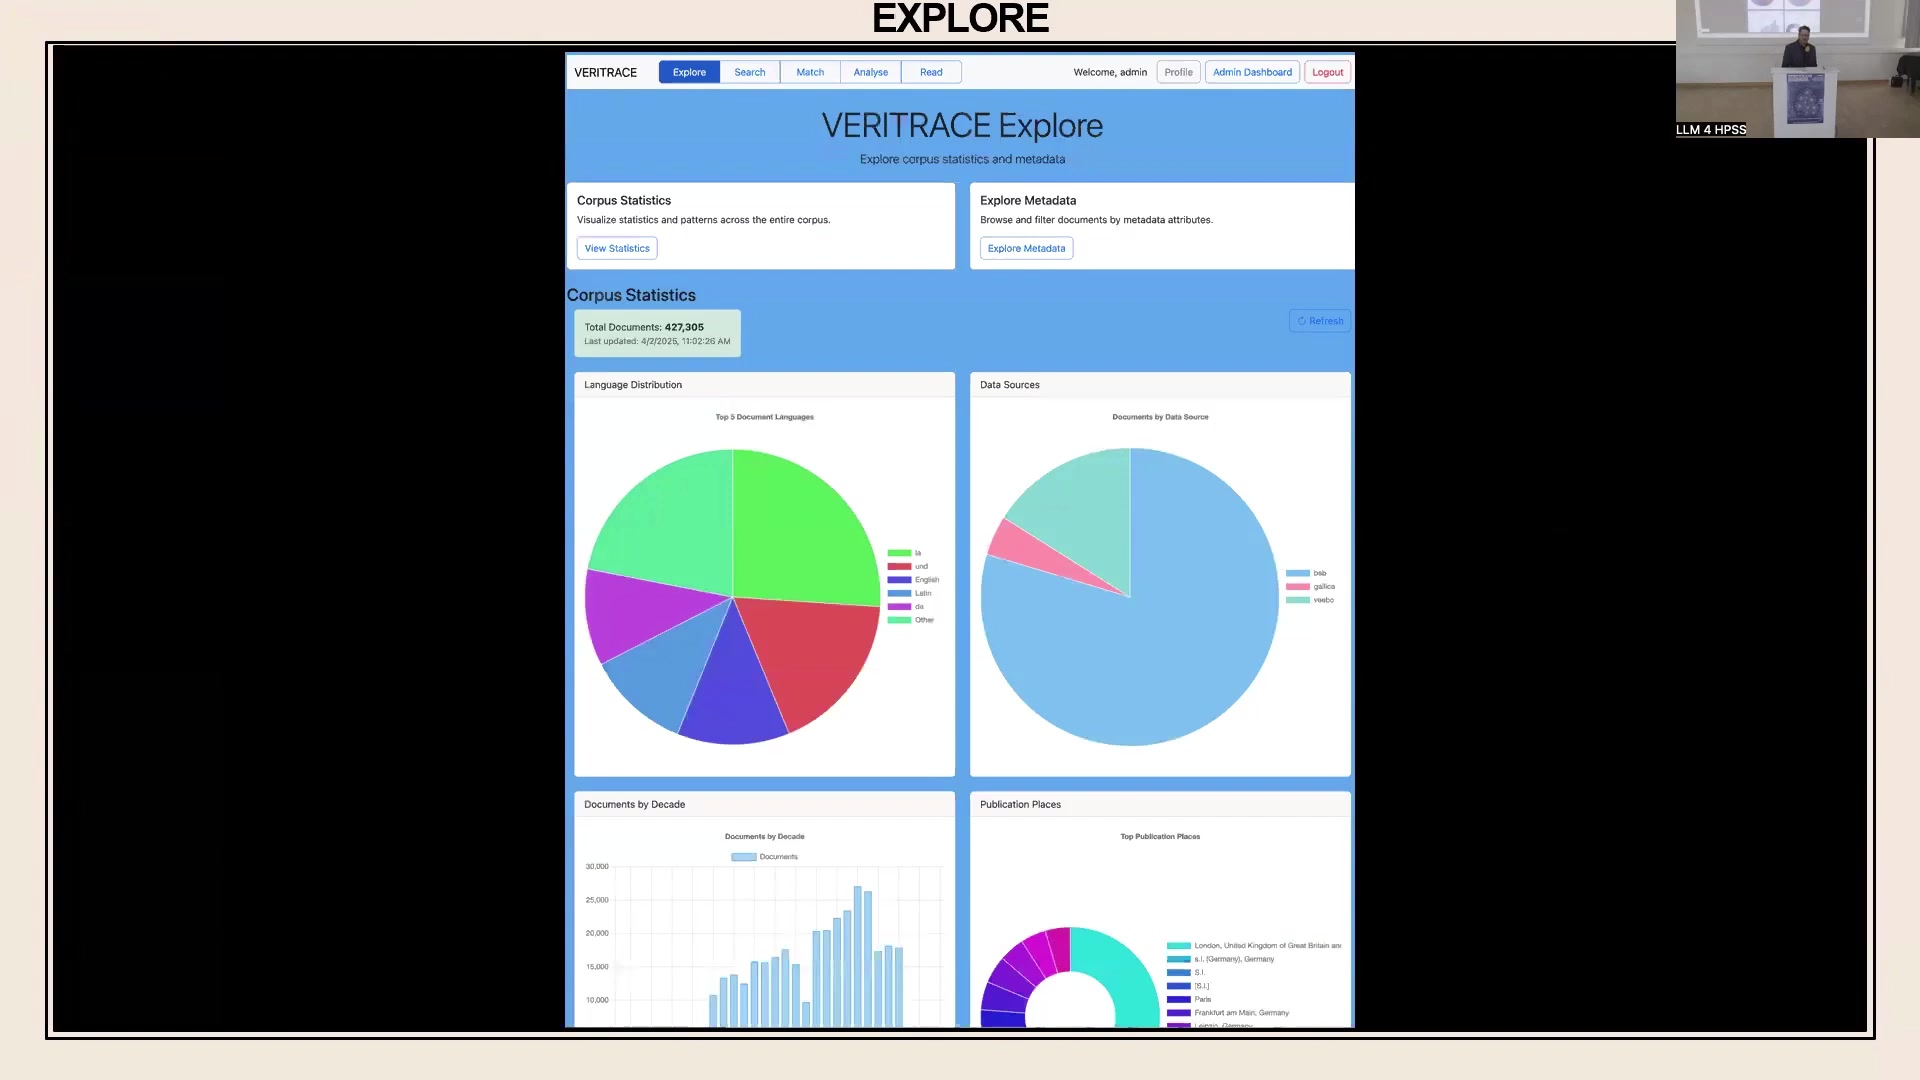 EXPLORE
LLM 4 HPSS
VERITRACE
Explore
Search
Match
Analyse
Read
Welcome, admin
Profile
Admin Dashboard
Logout
VERITRACE Explore
Explore corpus statistics and metadata
Corpus Statistics
Visualize statistics and patterns across the entire corpus.
View Statistics
Explore Metadata
Browse and filter documents by metadata attributes.
Explore Metadata
Corpus Statistics
Total Documents: 427,305
Last updated: 4/2/2025, 11:02:26 AM
Refresh
Language Distribution
Top 5 Document Languages
la
und
English
Latin
de
Other
Data Sources
Documents by Data Source
bsb
gallica
Documents by Decade
Documents by Decade
Documents
30,000
25,000
20,000
15,000
10,000
Publication Places
Top Publication Places
London, United Kingdom of Great Britain and
s.l. (Germany), Germany
S.l.
[S.l.]
Paris
Frankfurt am Main, Germany
Leipzig, Germany